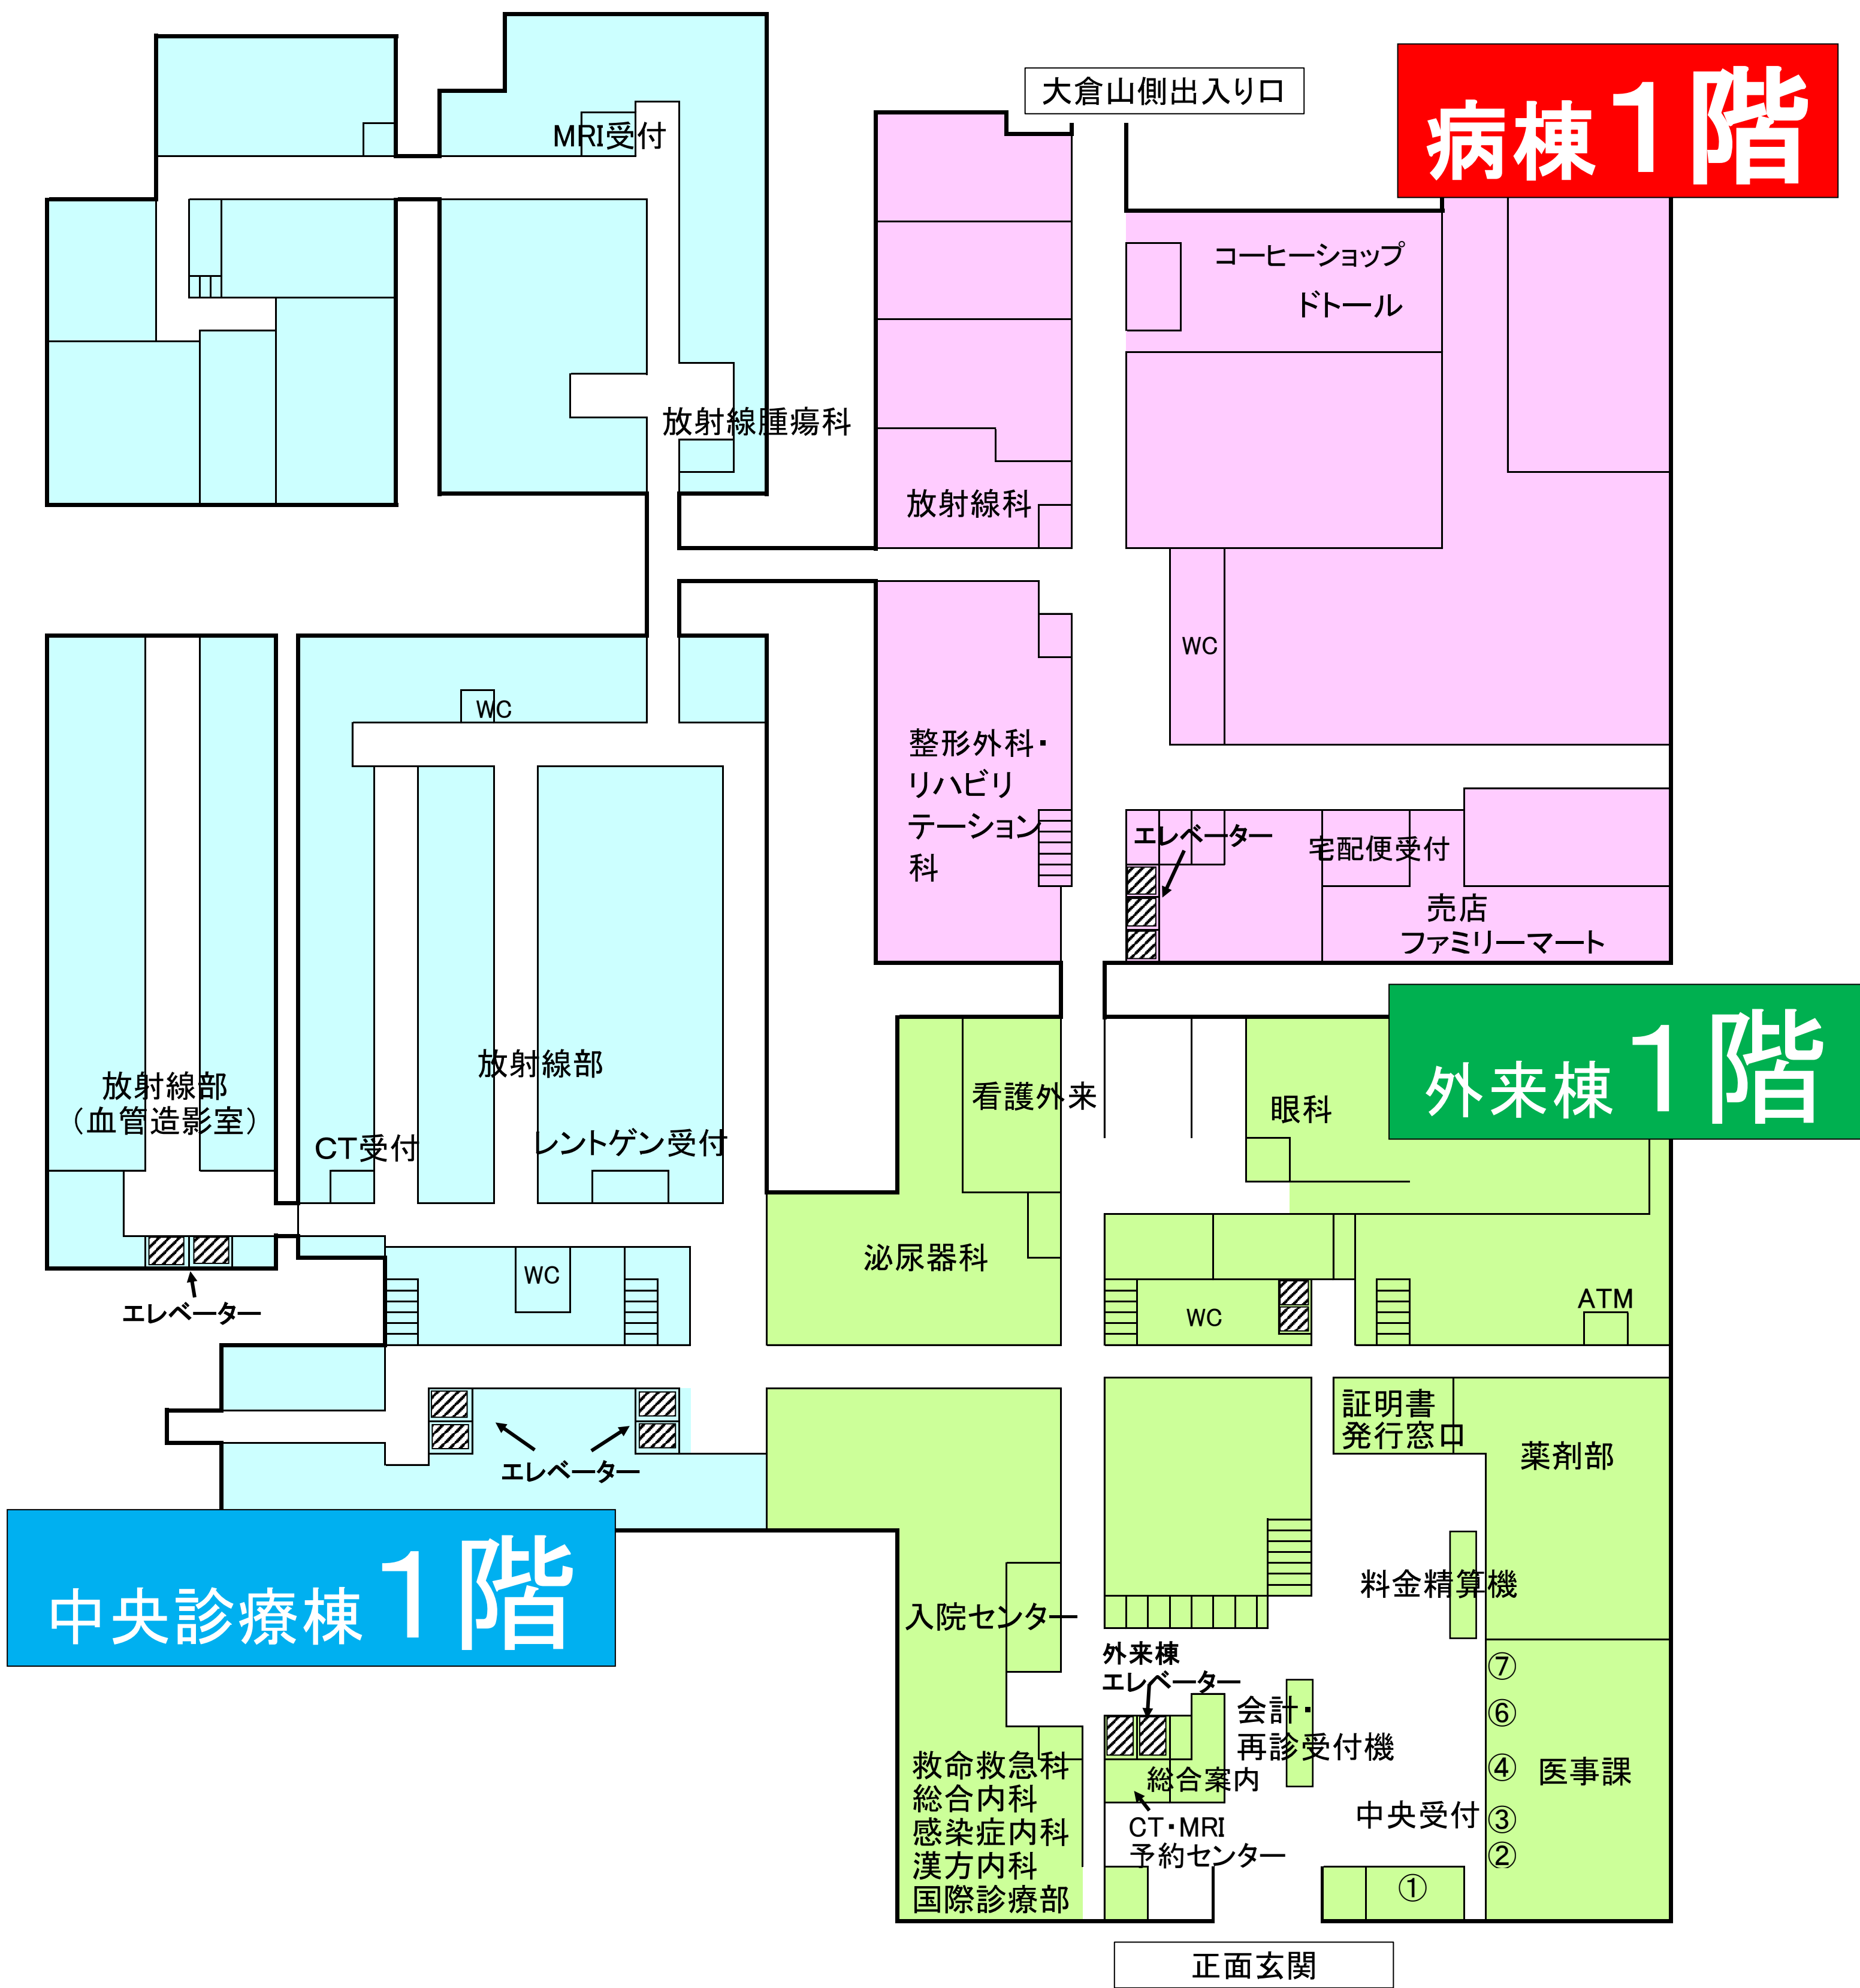 大倉山側出入り口
病棟1階
MRI受付
コーヒーショップ
ドトール
放射線腫瘍科
放射線科
WC
WC
整形外科・
リハビリ
テーション
科
エレベーター
宅配便受付
売店
ファミリーマート
外来棟1階
放射線部
放射線部
（血管造影室）
看護外来
眼科
CT受付
レントゲン受付
泌尿器科
WC
エレベーター
WC
ATM
証明書
発行窓口
薬剤部
エレベーター
中央診療棟1階
料金精算機
入院センター
外来棟
エレベーター
会計・
再診受付機
総合案内
CT・MRI
予約センター
中央受付
⑦
⑥
④
③
②
①
医事課
救命救急科
総合内科
感染症内科
漢方内科
国際診療部
正面玄関